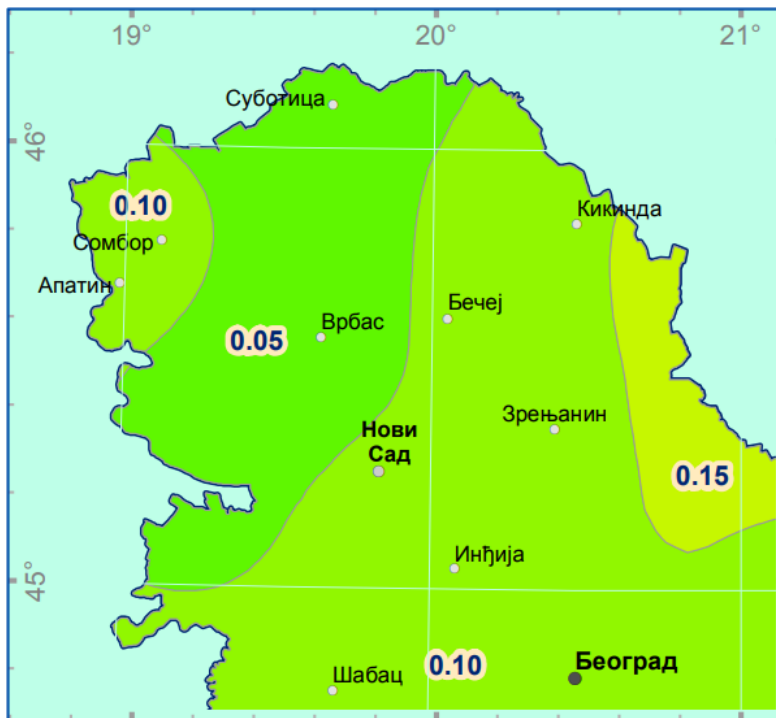 19°
20°
21°
Суботица
46°
0.10
Кикинда
Сомбор
Апатин
Бечеј
Врбас
0.05
Зрењанин
Нови
Сад
0.15
Инђија
45°
0.10
Београд
Шабац